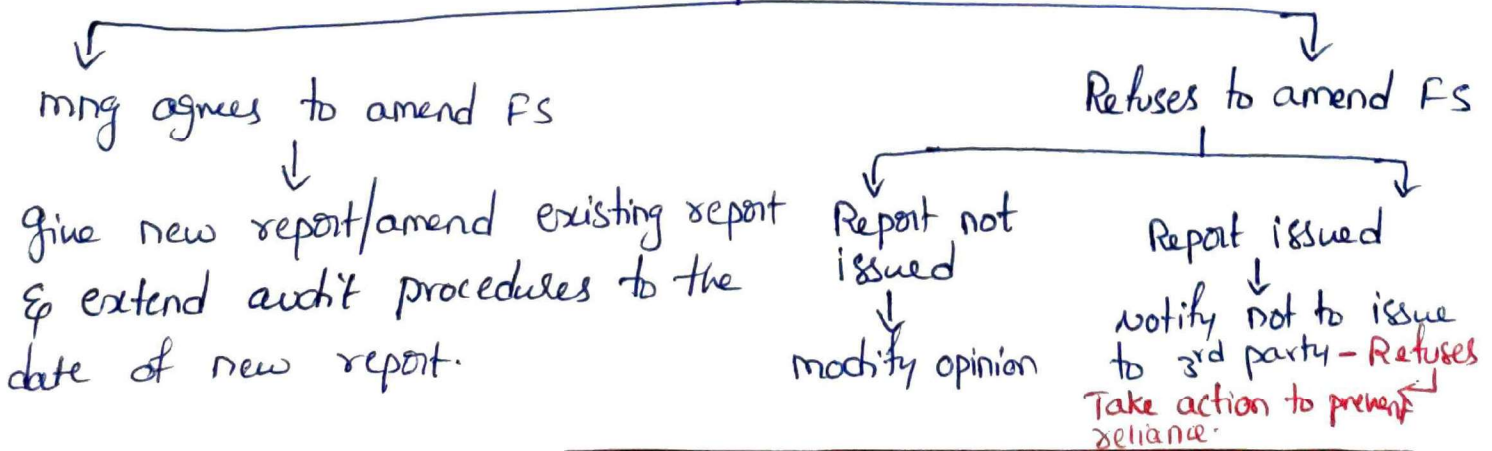 mng agrees to amend FS
Refuses to amend FS
give new report/amend existing report
& extend audit procedures to the
date of new report.
Report not
issued
modify opinion
Report issued
Notify not to issue
to 3rd party - Refuses
Take action to prevent
reliance.